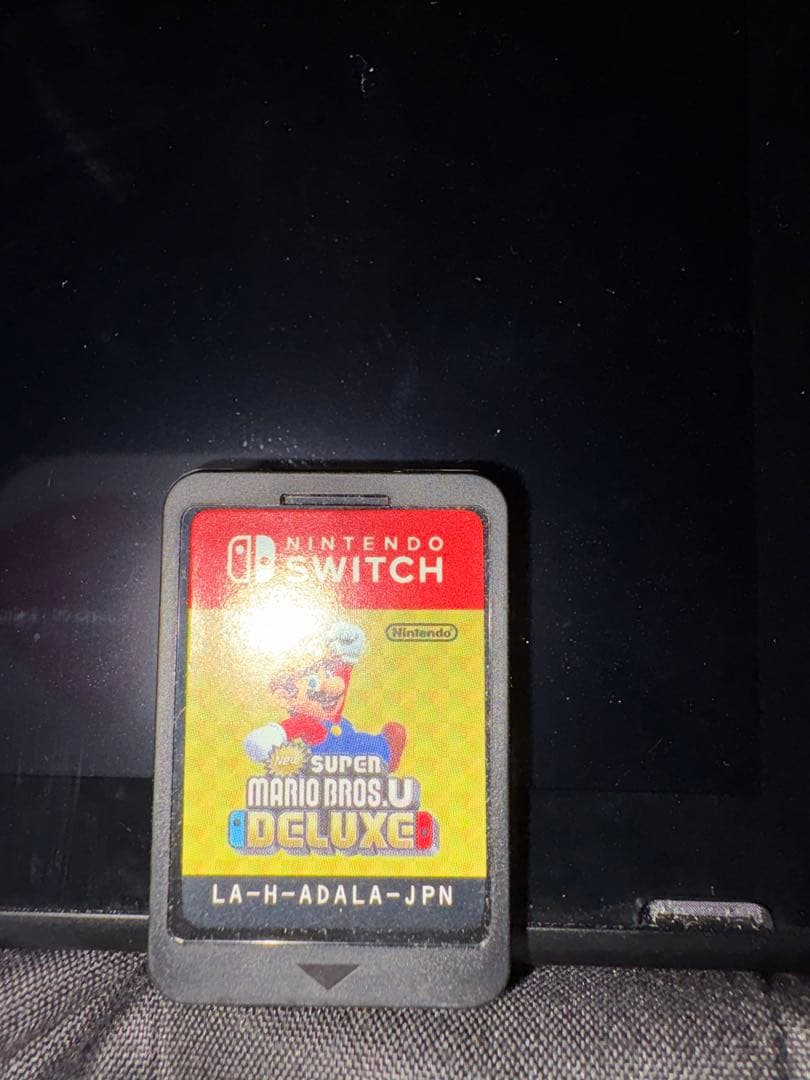 NINTENDO
SWITCH
Nintendo
New SUPER
MARIO BROS.U
DELUXE
LA-H-ADALA-JPN